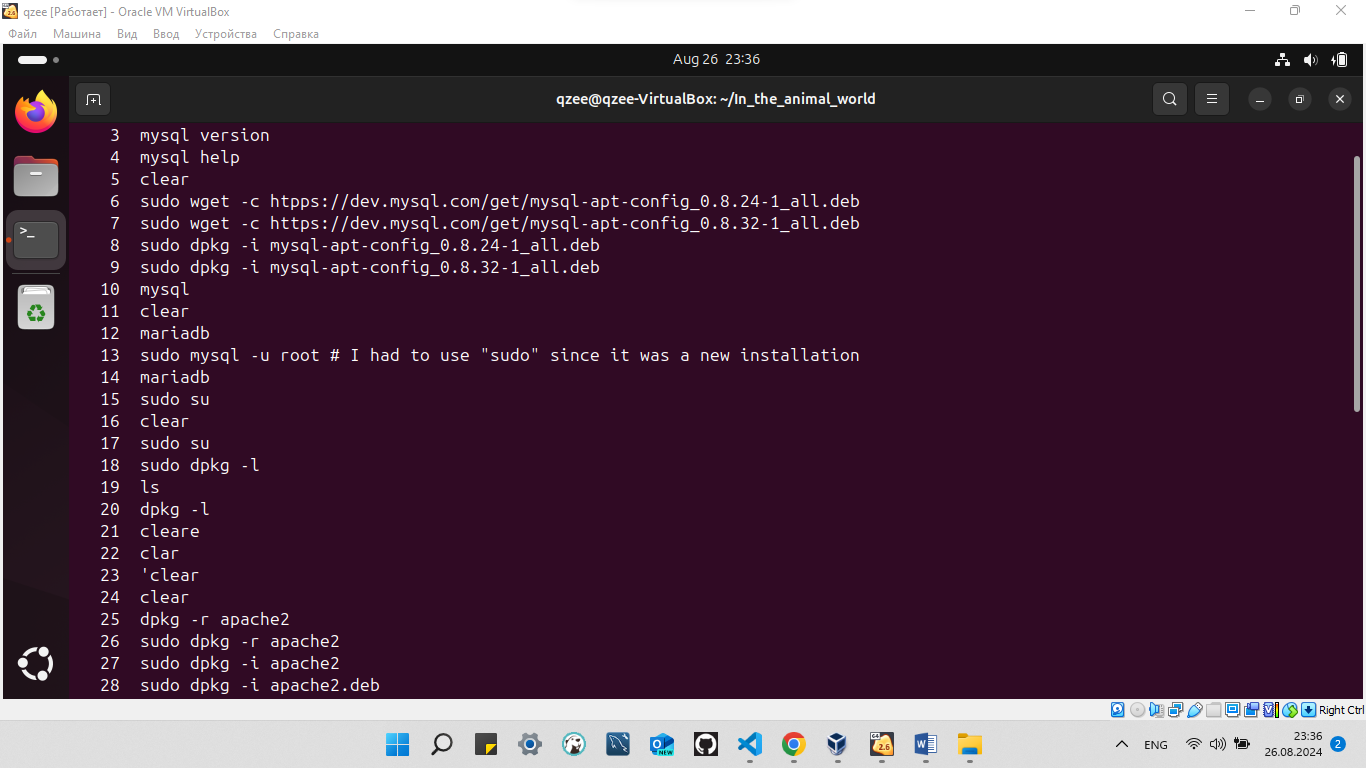 qzee [Работает] - Oracle VM VirtualBox
Файл Машина Вид Ввод Устройства Справка
Aug 26 23:36
qzee@qzee-VirtualBox: ~/In_the_animal_world
3 mysql version
4 mysql help
5 clear
6 sudo wget -c htpps://dev.mysql.com/get/mysql-apt-config_0.8.24-1_all.deb
7 sudo wget -c https://dev.mysql.com/get/mysql-apt-config_0.8.32-1_all.deb
8 sudo dpkg -i mysql-apt-config_0.8.24-1_all.deb
9 sudo dpkg -i mysql-apt-config_0.8.32-1_all.deb
10 mysql
11 clear
12 mariadb
13 sudo mysql -u root # I had to use "sudo" since it was a new installation
14 mariadb
15 sudo su
16 clear
17 sudo su
18 sudo dpkg -l
19 ls
20 dpkg -l
21 cleare
22 clar
23 'clear
24 clear
25 dpkg -r apache2
26 sudo dpkg -r apache2
27 sudo dpkg -i apache2
28 sudo dpkg -i apache2.deb
Right Ctrl
NEW
64
2.6
ENG
23:36
26.08.2024
2